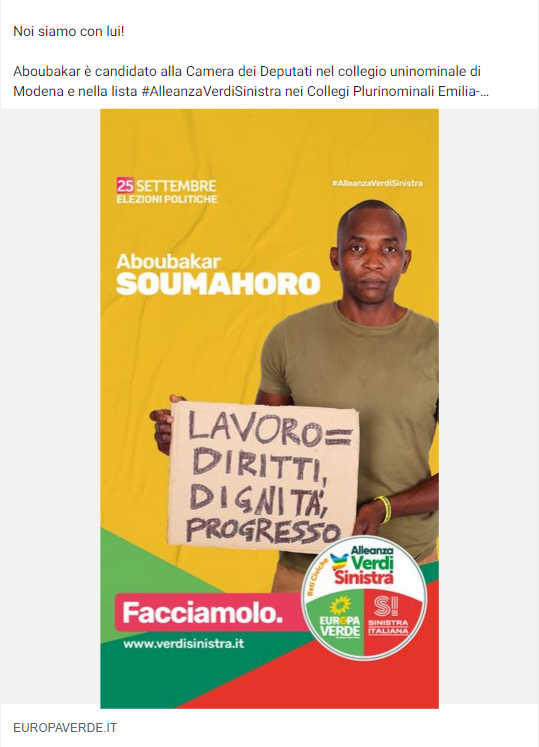 Noi siamo con lui!
Aboubakar è candidato alla Camera dei Deputati nel collegio uninominale di
Modena e nella lista #AlleanzaVerdiSinistra nei Collegi Plurinominali Emilia-...
25 SETTEMBRE
ELEZIONI POLITICHE
#AlleanzaVerdiSinistra
Aboubakar
SOUMAHORO
LAVORO=
DIRITTI,
DIGNITÀ,
PROGRESSO
Reti Civiche
Alleanza
Verdi
Sinistra
EUROPA
VERDE
SI
SINISTRA
ITALIANA
Facciamolo.
www.verdisinistra.it
EUROPAVERDE.IT